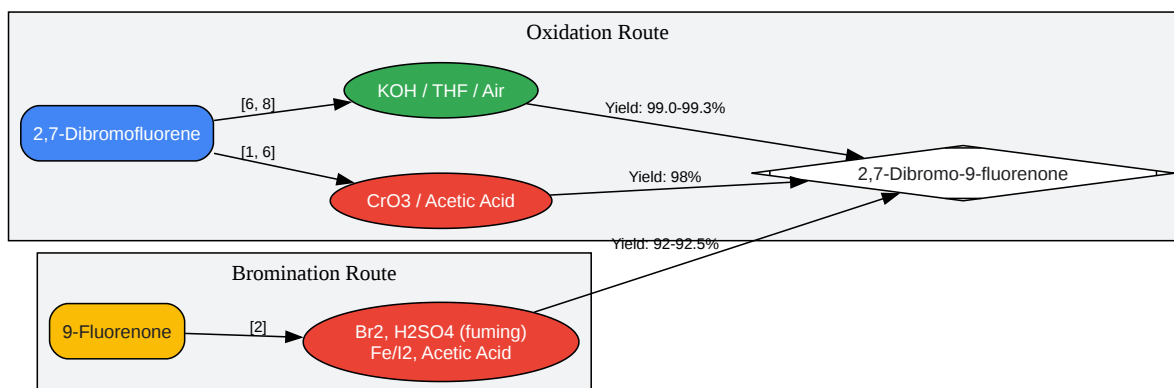 Oxidation Route
2,7-Dibromofluorene
[6, 8]
KOH / THF / Air
Yield: 99.0-99.3%
[1, 6]
CrO3 / Acetic Acid
Yield: 98%
2,7-Dibromo-9-fluorenone
Yield: 92-92.5%
Bromination Route
9-Fluorenone
[2]
Br2, H2SO4 (fuming)
Fe/I2, Acetic Acid